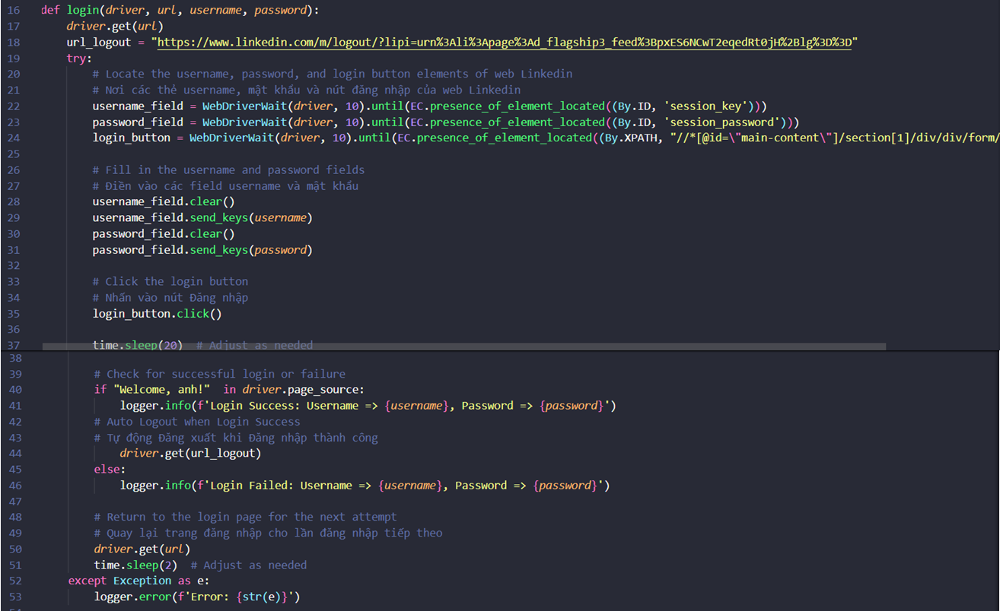 16 def login(driver, url, username, password):
17 driver.get(url)
18 url_logout = "https://www.linkedin.com/m/logout/?lipi=urn%3Ali%3Apage%3Ad_flagship3_feed%3BpxES6NCwT2eqedRt0jH%2Blg%3D%3D"
19 try:
20 # Locate the username, password, and login button elements of web Linkedin
21 # Nơi các thẻ username, mật khẩu và nút đăng nhập của web Linkedin
22 username_field = WebDriverWait(driver, 10).until(EC.presence_of_element_located((By.ID, 'session_key')))
23 password_field = WebDriverWait(driver, 10).until(EC.presence_of_element_located((By.ID, 'session_password')))
24 login_button = WebDriverWait(driver, 10).until(EC.presence_of_element_located((By.XPATH, "//*[@id=\"main-content\"]/section[1]/div/div/form/
25
26 # Fill in the username and password fields
27 # Điền vào các field username và mật khẩu
28 username_field.clear()
29 username_field.send_keys(username)
30 password_field.clear()
31 password_field.send_keys(password)
32
33 # Click the login button
34 # Nhấn vào nút Đăng nhập
35 login_button.click()
36
37 time.sleep(20) # Adjust as needed
38
39 # Check for successful login or failure
40 if "Welcome, anh!" in driver.page_source:
41 logger.info(f'Login Success: Username => {username}, Password => {password}')
42 # Auto Logout when Login Success
43 # Tự động Đăng xuất khi Đăng nhập thành công
44 driver.get(url_logout)
45 else:
46 logger.info(f'Login Failed: Username => {username}, Password => {password}')
47
48 # Return to the login page for the next attempt
49 # Quay lại trang đăng nhập cho lần đăng nhập tiếp theo
50 driver.get(url)
51 time.sleep(2) # Adjust as needed
52 except Exception as e:
53 logger.error(f'Error: {str(e)}')